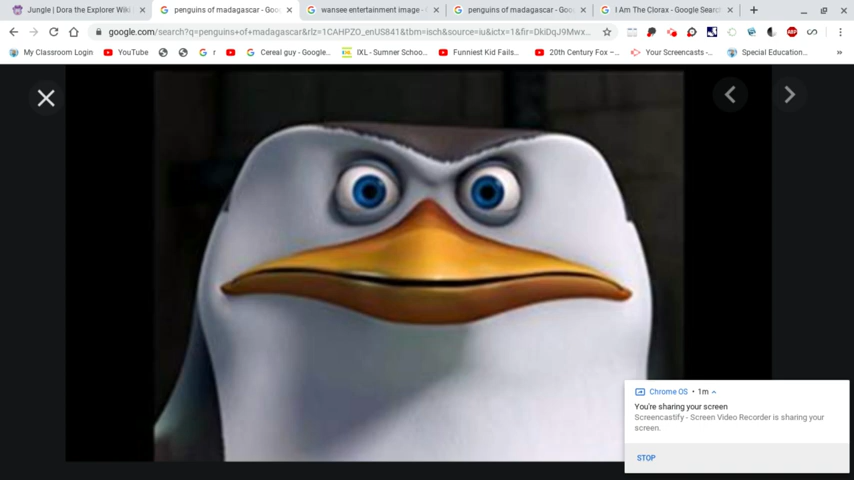 Jungle | Dora the Explorer Wiki
penguins of madagascar - Goo
wansee entertainment image - G
penguins of madagascar - Goog
I Am The Clorax - Google Search
google.com/search?q=penguins+of+madagascar&rlz=1CAHPZO_enUS841&tbm=isch&source=iu&ictx=1&fir=DkiDqJ9Mwx...
My Classroom Login YouTube r Cereal guy - Google... IXL - Sumner Schoo... Funniest Kid Fails... 20th Century Fox –... Your Screencasts -... Special Education... »
Chrome OS • 1m
You're sharing your screen
Screencastify - Screen Video Recorder is sharing your
screen.
STOP